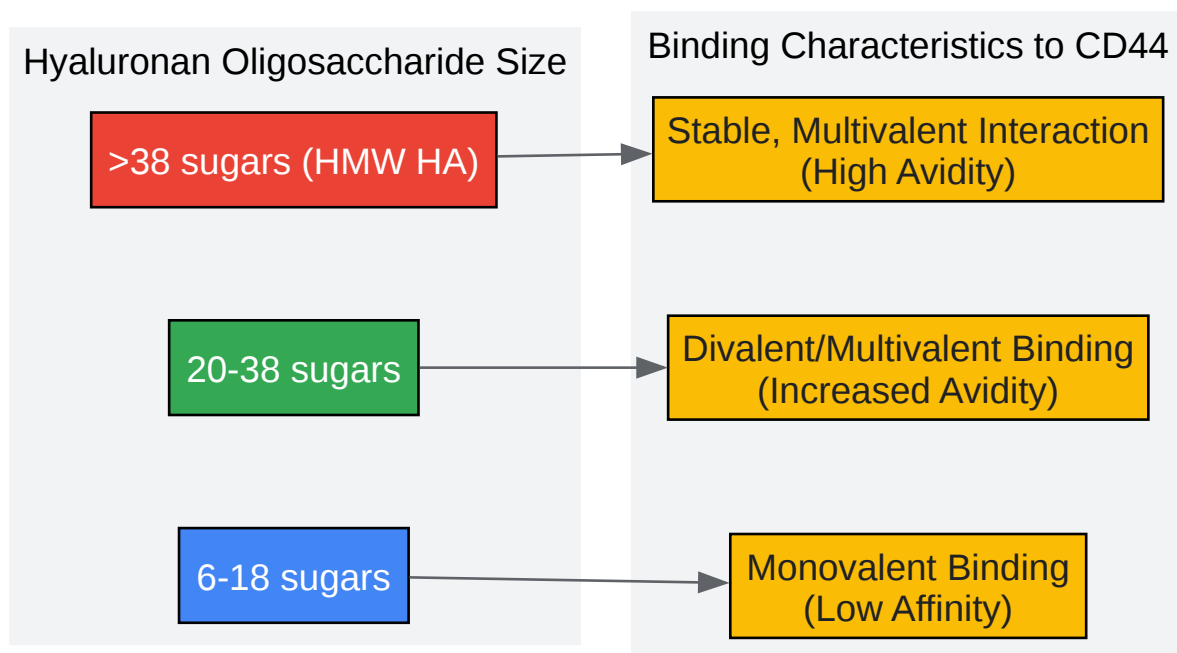 Hyaluronan Oligosaccharide Size
>38 sugars (HMW HA)
20-38 sugars
6-18 sugars
Binding Characteristics to CD44
Stable, Multivalent Interaction
(High Avidity)
Divalent/Multivalent Binding
(Increased Avidity)
Monovalent Binding
(Low Affinity)